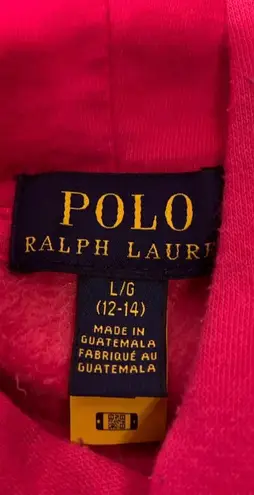 POLO
RALPH LAURE
L/G
(12-14)
MADE IN
GUATEMALA
FABRIQUÉ AU
GUATEMALA